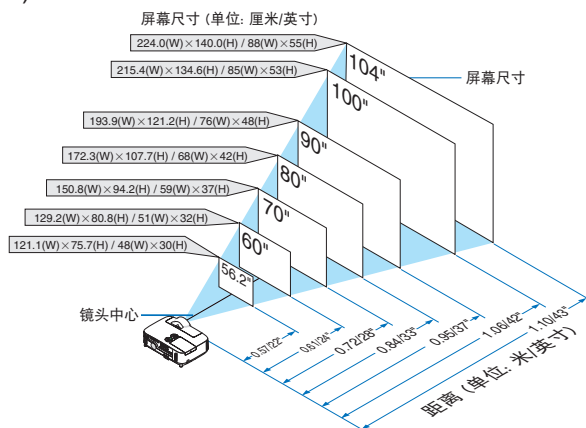 屏幕尺寸 (单位: 厘米/英寸)
224.0(W)×140.0(H) / 88(W)×55(H)
215.4(W)×134.6(H) / 85(W)×53(H)
193.9(W)×121.2(H) / 76(W)×48(H)
172.3(W)×107.7(H) / 68(W)×42(H)
150.8(W)×94.2(H) / 59(W)×37(H)
129.2(W)×80.8(H) / 51(W)×32(H)
121.1(W)×75.7(H) / 48(W)×30(H)
104"
100"
90"
80"
70"
60"
56.2"
屏幕尺寸
镜头中心
0.57/22"
0.61/24"
0.72/28"
0.84/33"
0.95/37"
1.06/42"
1.10/43"
距离 (单位: 米/英寸)